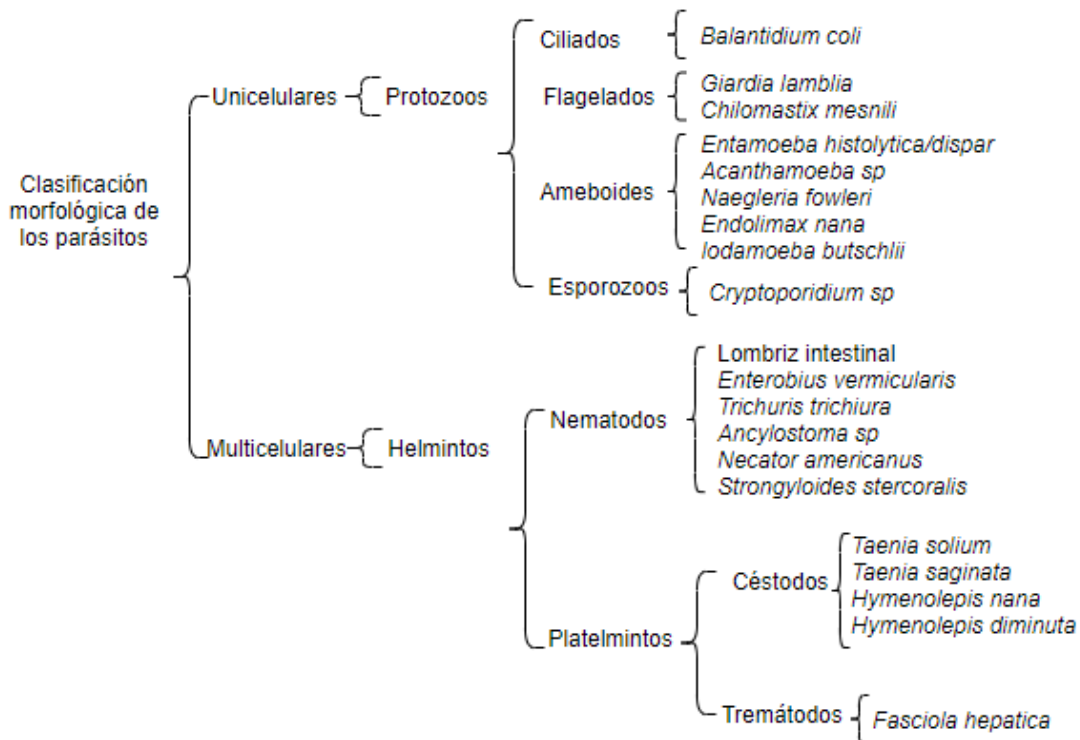 Clasificación
morfológica de
los parásitos
Unicelulares
Protozoos
Ciliados
Balantidium coli
Flagelados
Giardia lamblia
Chilomastix mesnili
Ameboides
Entamoeba histolytica/dispar
Acanthamoeba sp
Naegleria fowleri
Endolimax nana
Iodamoeba butschlii
Esporozoos
Cryptoporidium sp
Multicelulares
Helmintos
Nematodos
Lombriz intestinal
Enterobius vermicularis
Trichuris trichiura
Ancylostoma sp
Necator americanus
Strongyloides stercoralis
Platelmintos
Céstodos
Taenia solium
Taenia saginata
Hymenolepis nana
Hymenolepis diminuta
Tremátodos
Fasciola hepatica